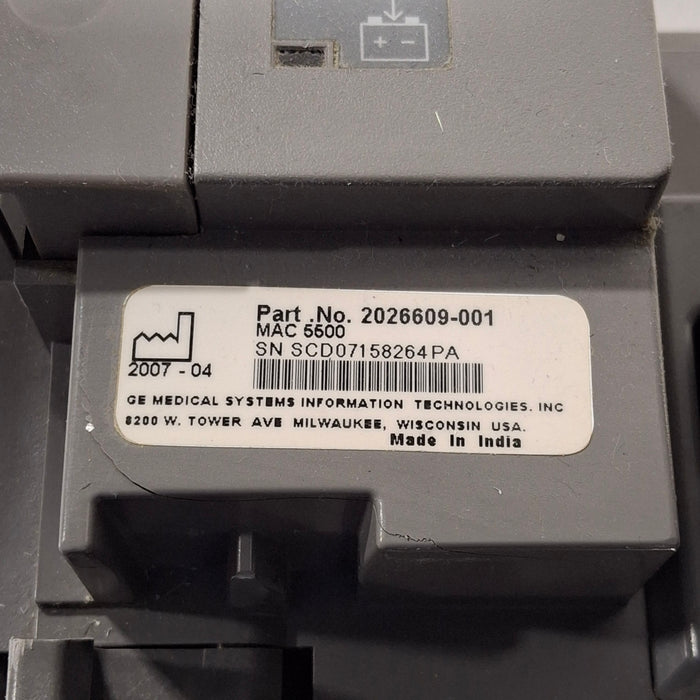 Part .No. 2026609-001
MAC 5500
SN SCD07158264PA
2007 - 04
GE MEDICAL SYSTEMS INFORMATION TECHNOLOGIES. INC
8200 W. TOWER AVE MILWAUKEE, WISCONSIN USA.
Made In India